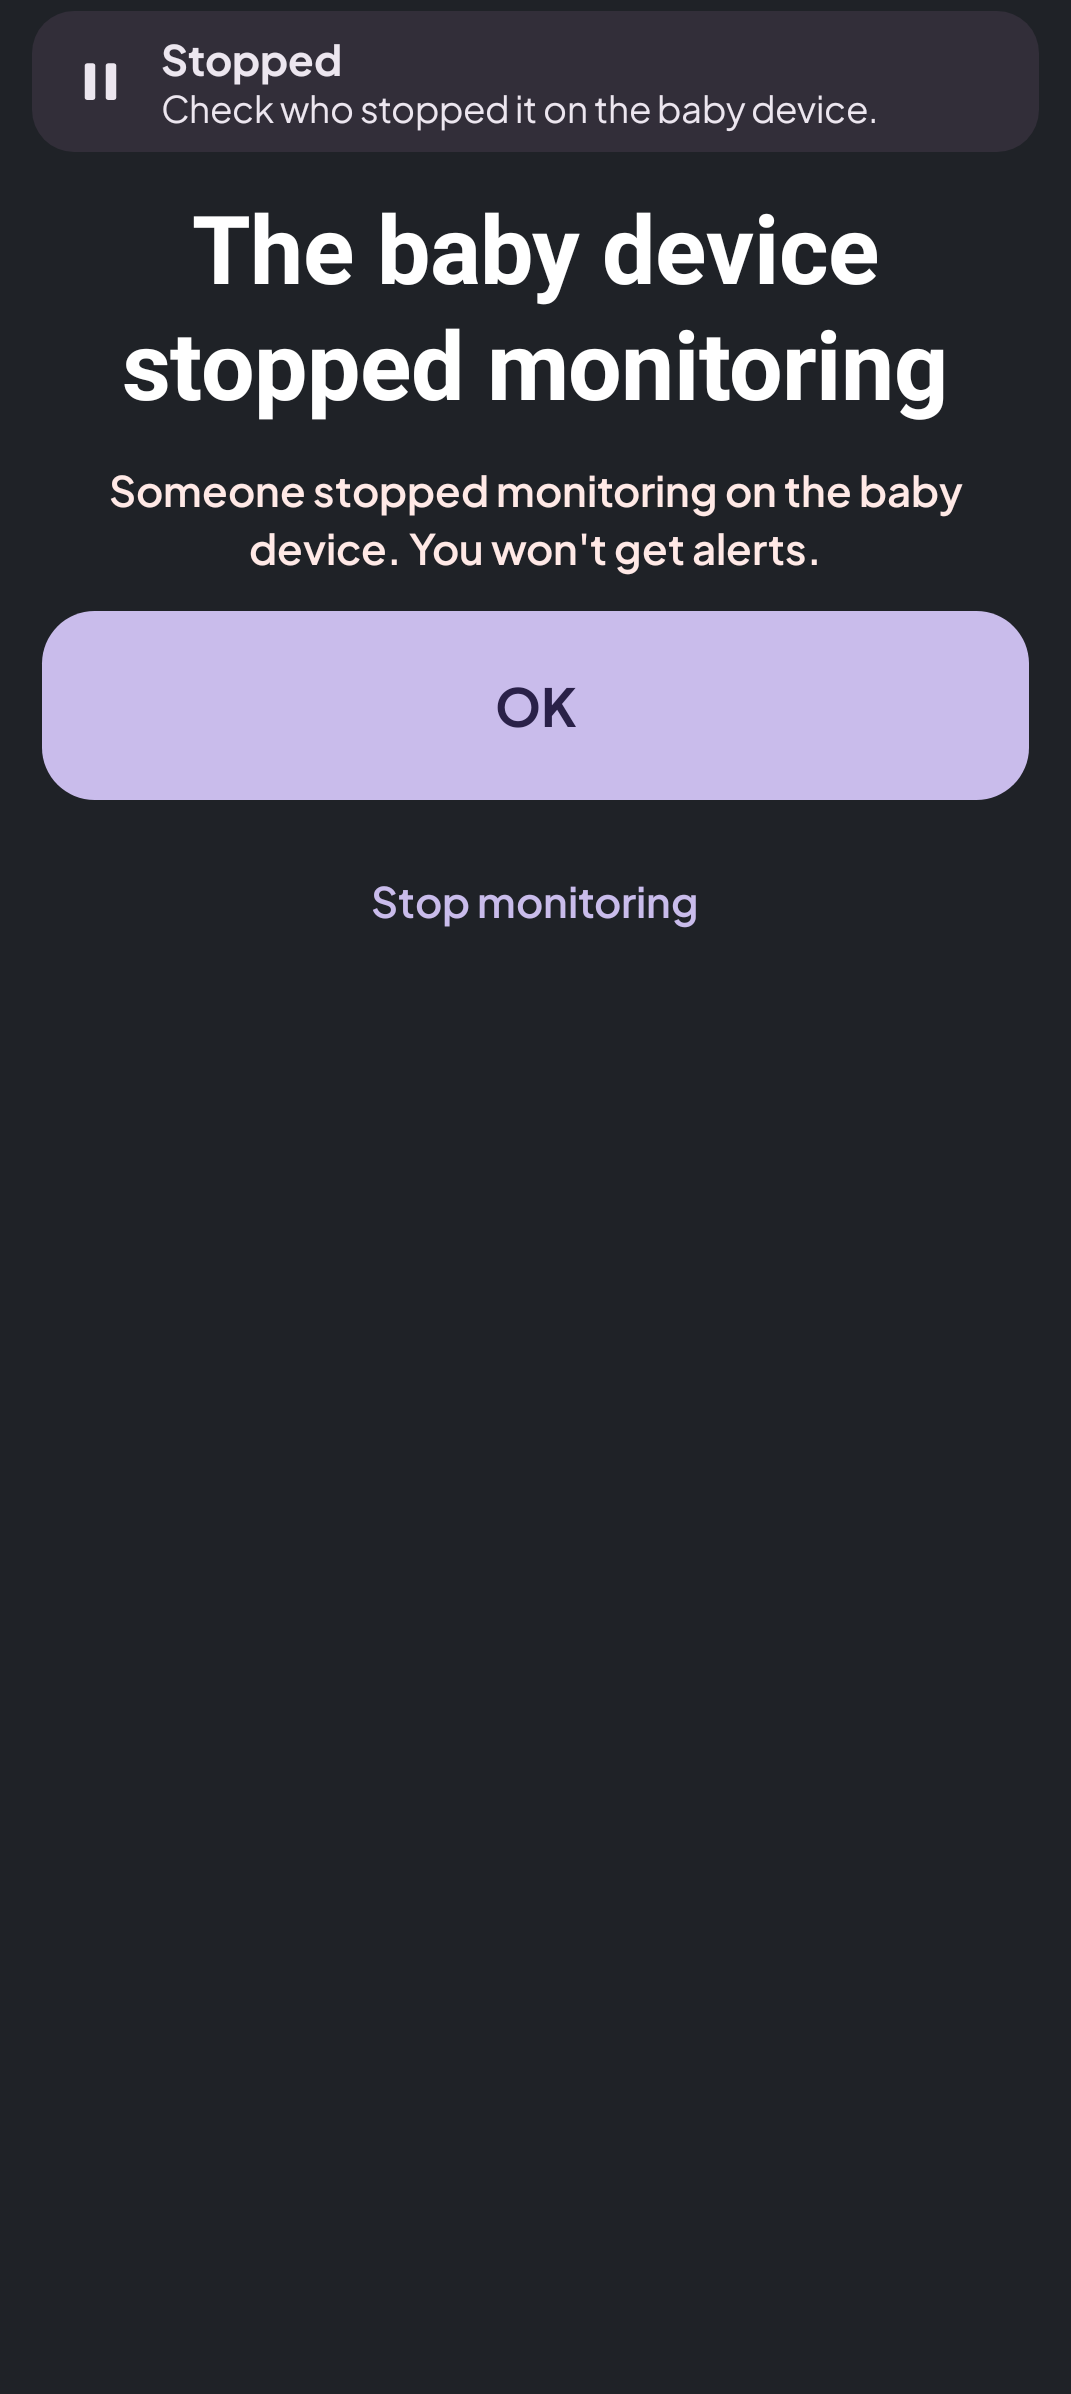 Stopped
Check who stopped it on the baby device.
The baby device
stopped monitoring
Someone stopped monitoring on the baby
device. You won't get alerts.
OK
Stop monitoring